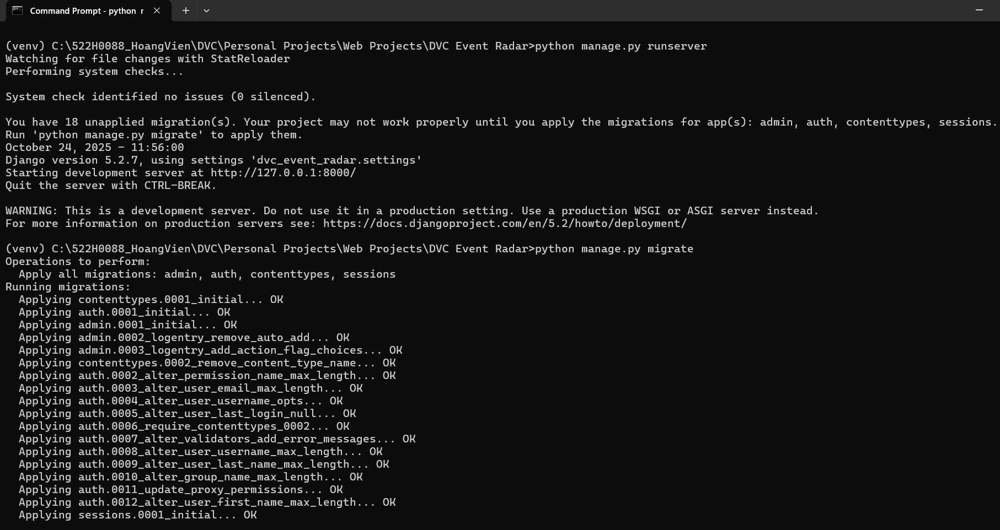 Command Prompt - python r
(venv) C:\522H0088_HoangVien\DVC\Personal Projects\Web Projects\DVC Event Radar>python manage.py runserver
Watching for file changes with StatReloader
Performing system checks...
System check identified no issues (0 silenced).
You have 18 unapplied migration(s). Your project may not work properly until you apply the migrations for app(s): admin, auth, contenttypes, sessions.
Run 'python manage.py migrate' to apply them.
October 24, 2025 - 11:56:00
Django version 5.2.7, using settings 'dvc_event_radar.settings'
Starting development server at http://127.0.0.1:8000/
Quit the server with CTRL-BREAK.
WARNING: This is a development server. Do not use it in a production setting. Use a production WSGI or ASGI server instead.
For more information on production servers see: https://docs.djangoproject.com/en/5.2/howto/deployment/
(venv) C:\522H0088_HoangVien\DVC\Personal Projects\Web Projects\DVC Event Radar>python manage.py migrate
Operations to perform:
  Apply all migrations: admin, auth, contenttypes, sessions
Running migrations:
  Applying contenttypes.0001_initial... OK
  Applying auth.0001_initial... OK
  Applying admin.0001_initial... OK
  Applying admin.0002_logentry_remove_auto_add... OK
  Applying admin.0003_logentry_add_action_flag_choices... OK
  Applying contenttypes.0002_remove_content_type_name... OK
  Applying auth.0002_alter_permission_name_max_length... OK
  Applying auth.0003_alter_user_email_max_length... OK
  Applying auth.0004_alter_user_username_opts... OK
  Applying auth.0005_alter_user_last_login_null... OK
  Applying auth.0006_require_contenttypes_0002... OK
  Applying auth.0007_alter_validators_add_error_messages... OK
  Applying auth.0008_alter_user_username_max_length... OK
  Applying auth.0009_alter_user_last_name_max_length... OK
  Applying auth.0010_alter_group_name_max_length... OK
  Applying auth.0011_update_proxy_permissions... OK
  Applying auth.0012_alter_user_first_name_max_length... OK
  Applying sessions.0001_initial... OK